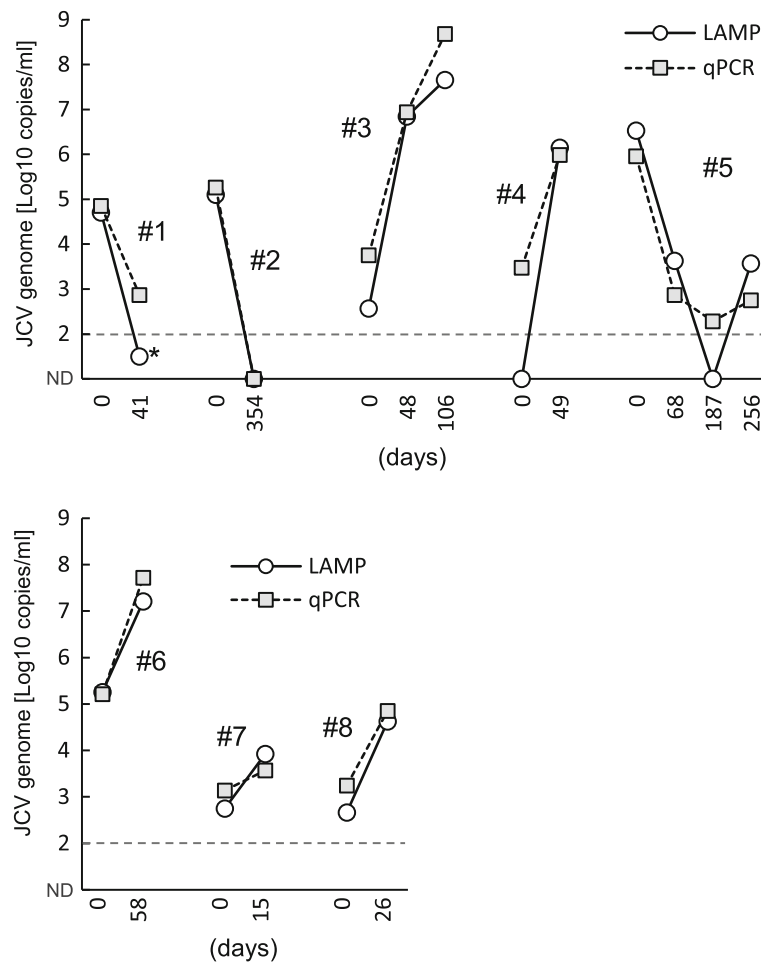 9
8
7
6
5
4
3
2
ND
JCV genome [Log10 copies/ml]
LAMP
qPCR
#1
*
#2
#3
#4
#5
0 41 0 354 0 48 106 0 49 0 68 187 256
(days)
9
8
7
6
5
4
3
2
ND
JCV genome [Log10 copies/ml]
LAMP
qPCR
#6
#7
#8
0 58 0 15 0 26
(days)